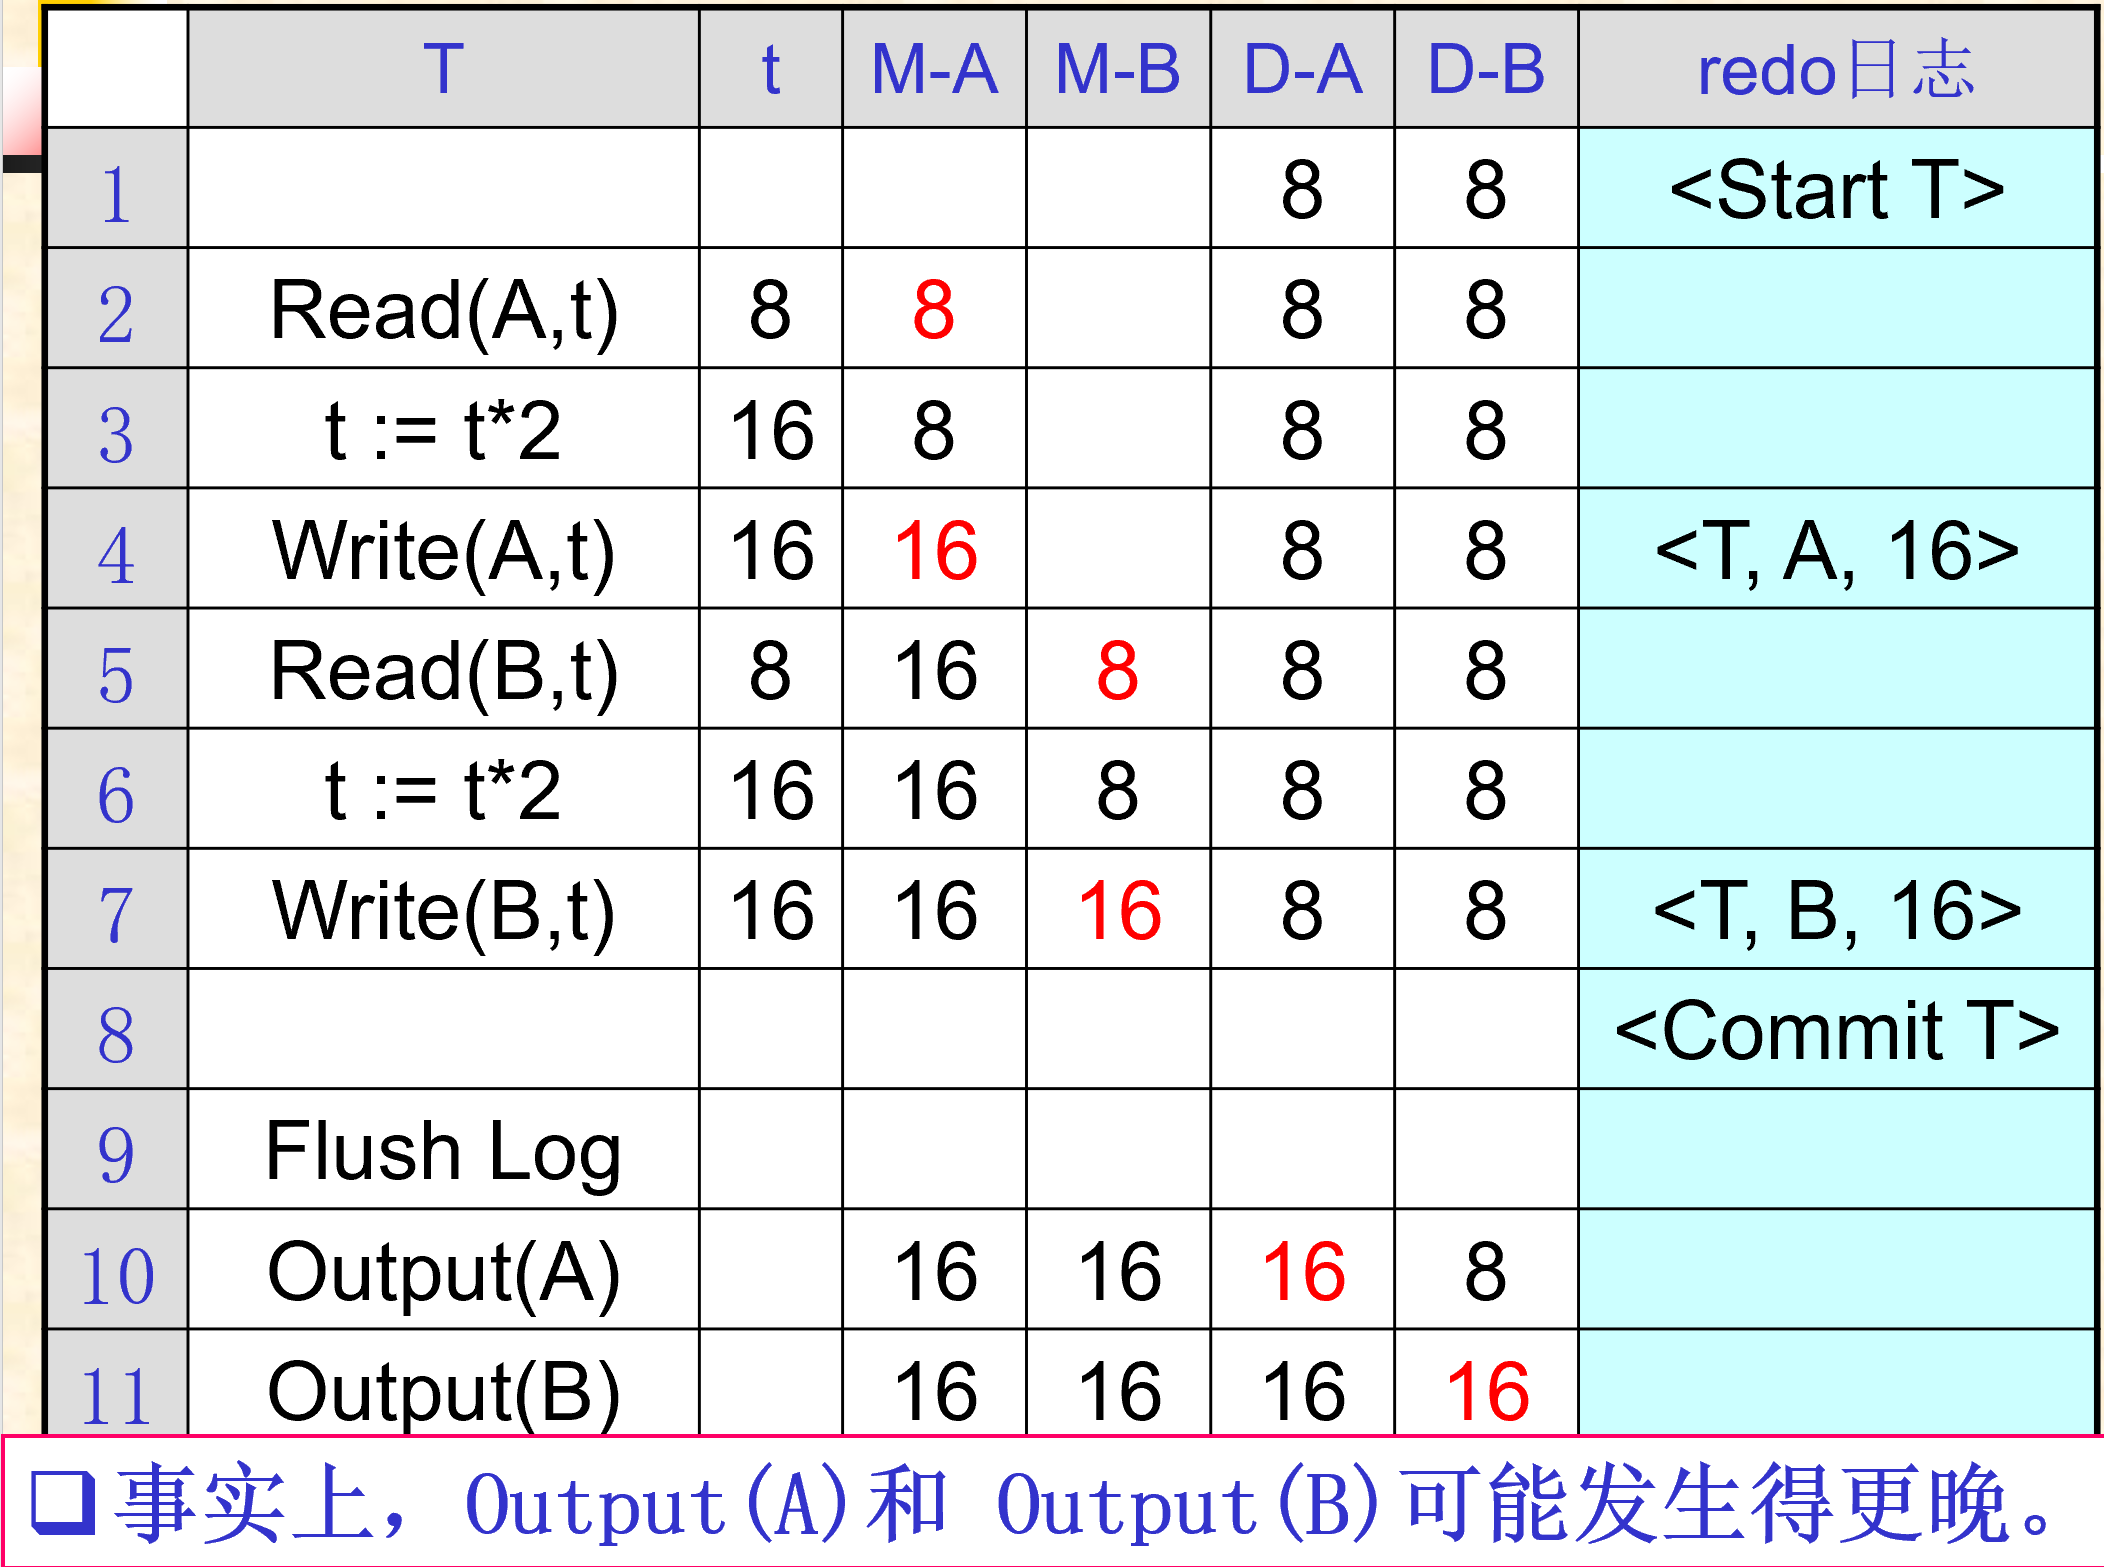 T t M-A M-B D-A D-B redo日志
1 8 8 <Start T>
2 Read(A,t) 8 8 8 8
3 t := t*2 16 8 8 8
4 Write(A,t) 16 16 8 8 <T, A, 16>
5 Read(B,t) 8 16 8 8 8
6 t := t*2 16 16 8 8 8
7 Write(B,t) 16 16 16 8 8 <T, B, 16>
8 <Commit T>
9 Flush Log
10 Output(A) 16 16 16 8
11 Output(B) 16 16 16 16
事实上，Output(A)和 Output(B)可能发生得更晚。